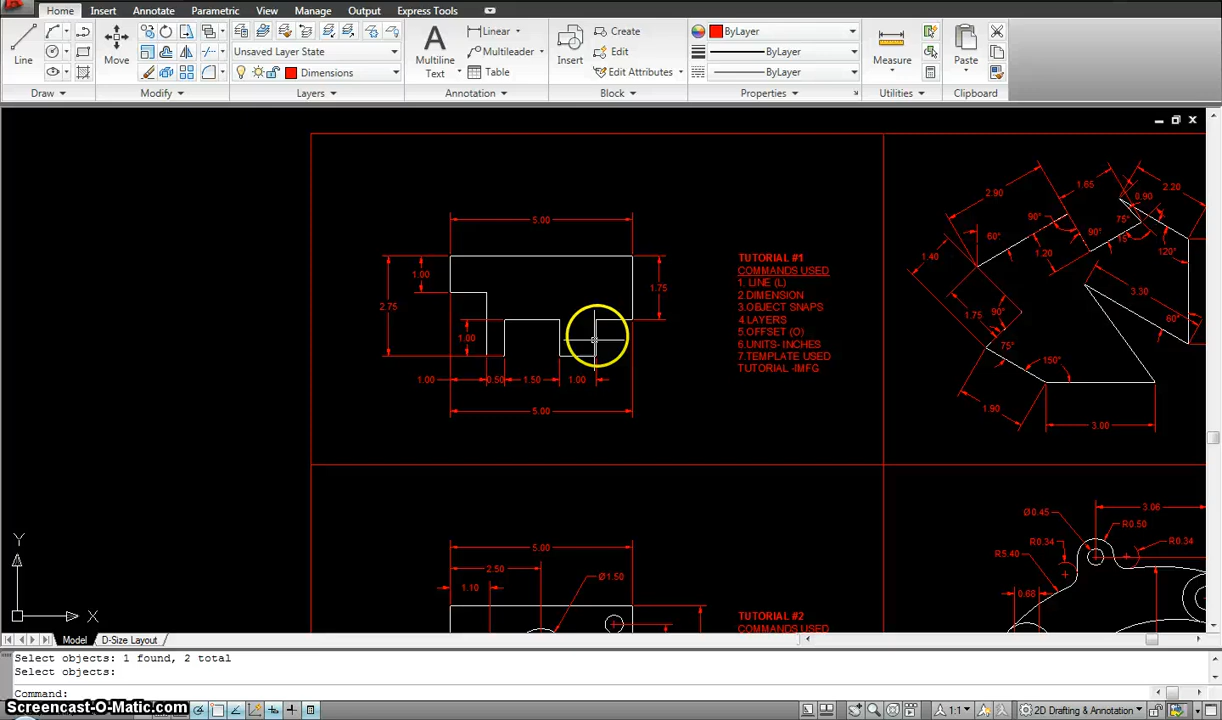 Home Insert Annotate Parametric View Manage Output Express Tools
Line
Move
Unsaved Layer State
Dimensions
Multiline
Text
Linear
Multileader
Table
Insert
Create
Edit
Edit Attributes
ByLayer
ByLayer
ByLayer
Measure
Paste
Draw Modify Layers Annotation Block Properties Utilities Clipboard
5.00
1.00
2.75
1.00
1.75
1.00 0.50 1.50 1.00
5.00
TUTORIAL #1
COMMANDS USED
1. LINE (L)
2.DIMENSION
3.OBJECT SNAPS
4.LAYERS
5.OFFSET (O)
6.UNITS- INCHES
7.TEMPLATE USED
TUTORIAL -IMFG
2.90
1.65
2.20
0.90
90°
75°
60°
90°
15°
120°
1.20
1.40
3.30
1.75
90°
60°
75°
150°
1.90
3.00
5.00
2.50
Ø1.50
1.10
TUTORIAL #2
COMMANDS USED
3.06
Ø0.45
R0.50
R0.34
R0.34
R5.40
0.68
Y
X
Model D-Size Layout
Select objects: 1 found, 2 total
Select objects:
Command:
Screencast-O-Matic.com
1:1
2D Drafting & Annotation